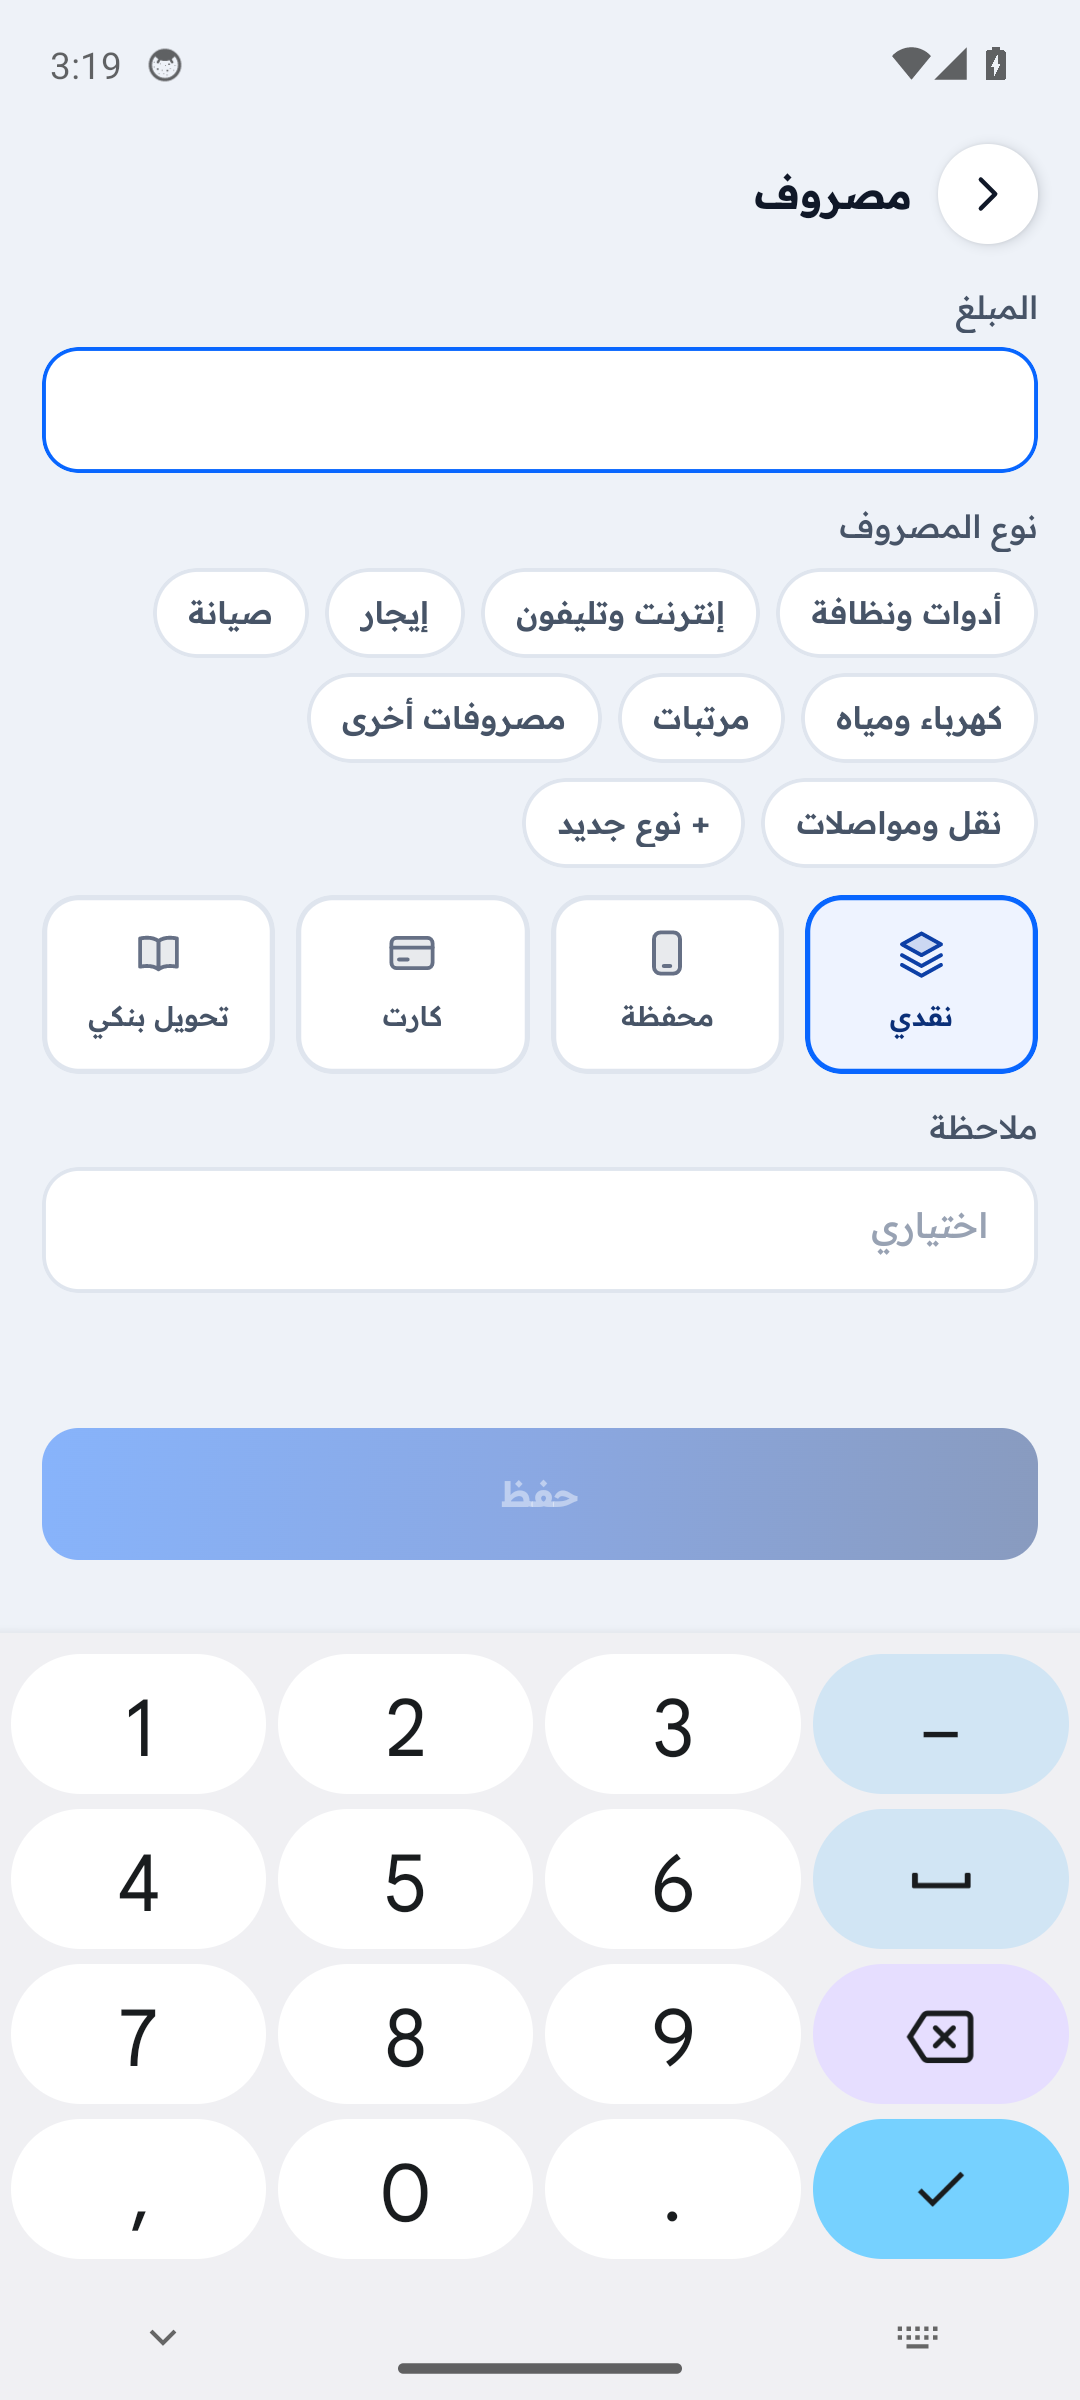 3:19
مصروف
المبلغ
نوع المصروف
أدوات ونظافة إنترنت وتليفون إيجار صيانة
كهرباء ومياه مرتبات مصروفات أخرى
نقل ومواصلات + نوع جديد
نقدي محفظة كارت تحويل بنكي
ملاحظة
اختياري
حفظ
1 2 3 –
4 5 6
7 8 9
, 0 .